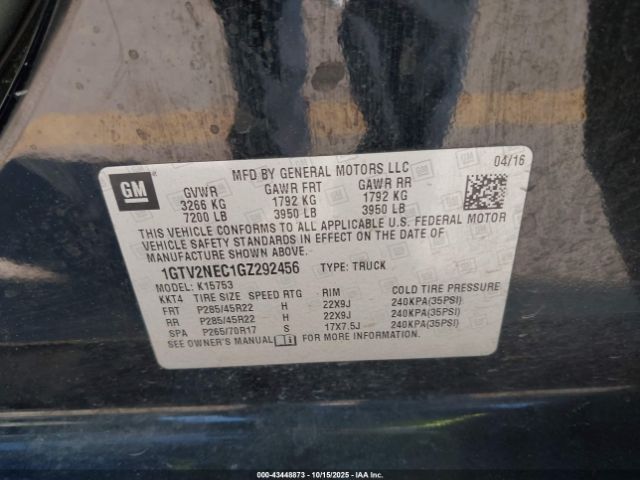 MFD BY GENERAL MOTORS LLC 04/16
GM
GVWR GAWR FRT GAWR RR
3266 KG 1792 KG 1792 KG
7200 LB 3950 LB 3950 LB
THIS VEHICLE CONFORMS TO ALL APPLICABLE U.S. FEDERAL MOTOR
VEHICLE SAFETY STANDARDS IN EFFECT ON THE DATE OF
MANUFACTURE SHOWN ABOVE.
1GTV2NEC1GZ292456 TYPE: TRUCK
MODEL: K15753
KKT4 TIRE SIZE SPEED RTG RIM COLD TIRE PRESSURE
FRT P285/45R22 H 22X9J 240KPA(35PSI)
RR P285/45R22 H 22X9J 240KPA(35PSI)
SPA P265/70R17 S 17X7.5J 240KPA(35PSI)
SEE OWNER'S MANUAL FOR MORE INFORMATION.
000-43448873 - 10/15/2025 - IAA Inc.